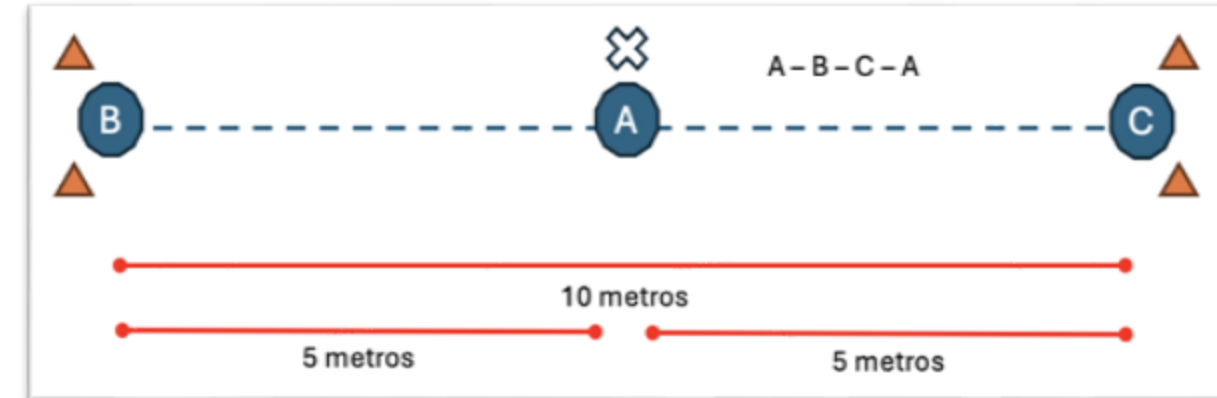 A – B – C – A
B
A
C
10 metros
5 metros
5 metros